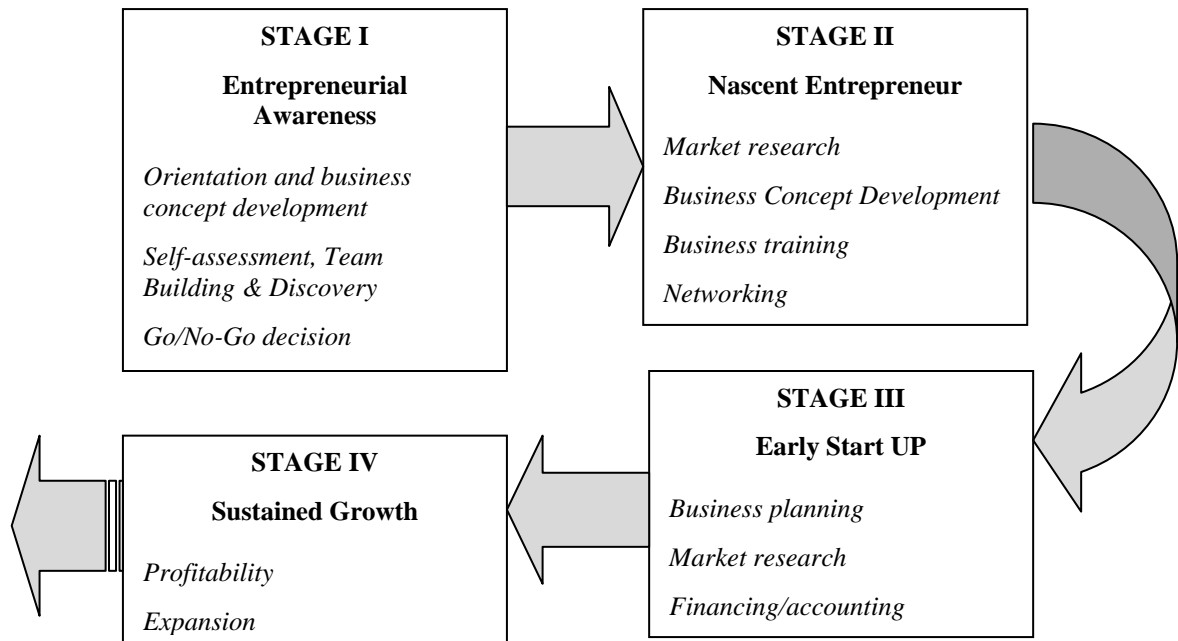 STAGE I
Entrepreneurial
Awareness
Orientation and business
concept development
Self-assessment, Team
Building & Discovery
Go/No-Go decision
STAGE II
Nascent Entrepreneur
Market research
Business Concept Development
Business training
Networking
STAGE III
Early Start UP
Business planning
Market research
Financing/accounting
STAGE IV
Sustained Growth
Profitability
Expansion